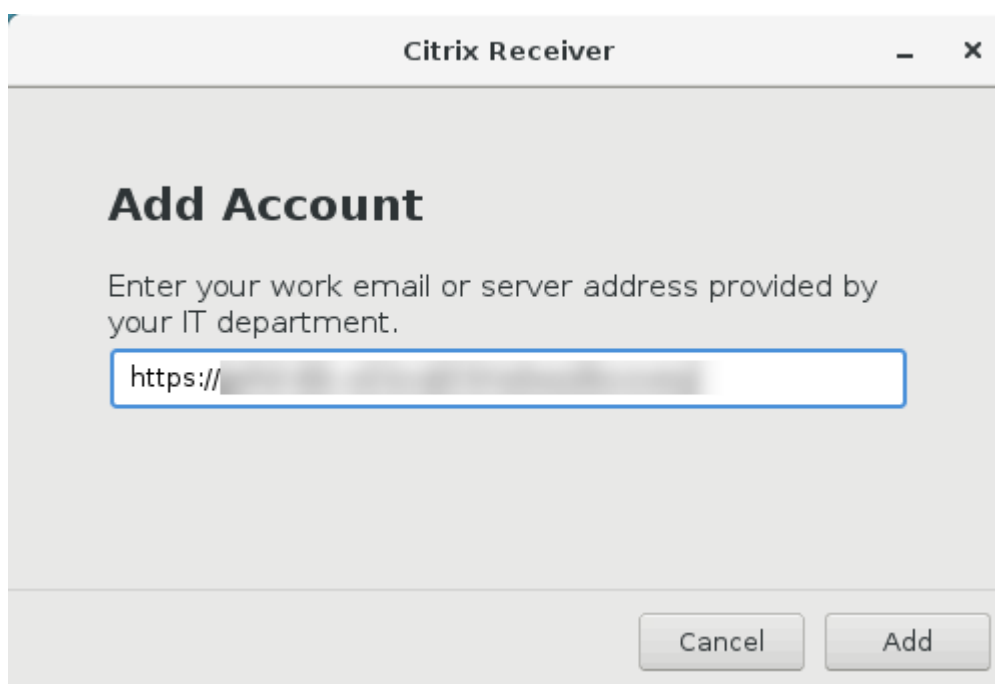 Citrix Receiver
Add Account
Enter your work email or server address provided by
your IT department.
https://
Cancel
Add